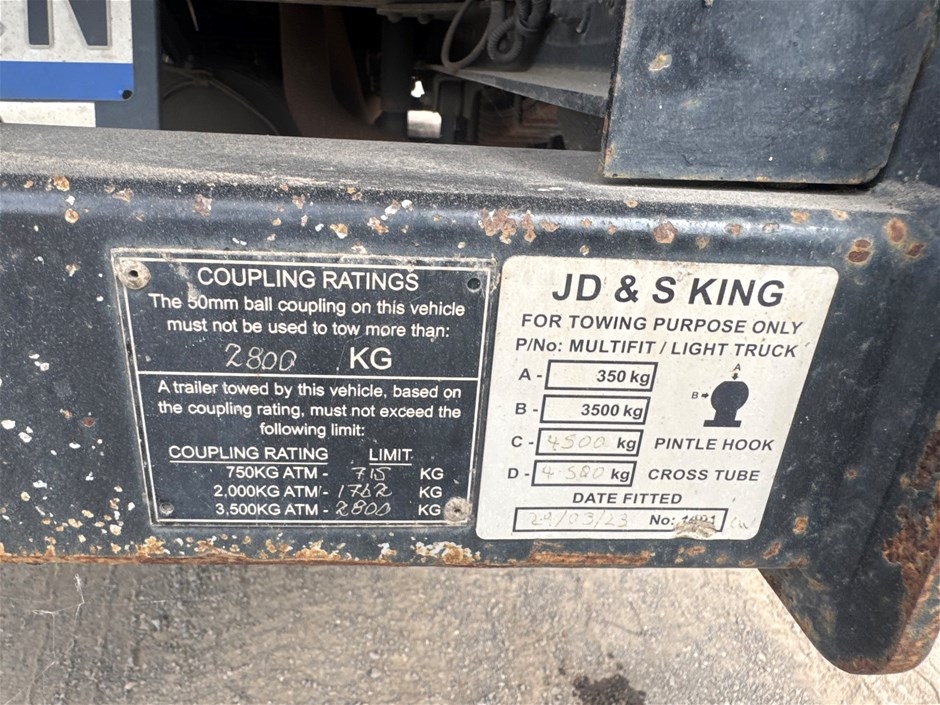 N
COUPLING RATINGS
The 50mm ball coupling on this vehicle
must not be used to tow more than:
2800 KG
A trailer towed by this vehicle, based on
the coupling rating, must not exceed the
following limit:
COUPLING RATING LIMIT
750KG ATM - 715 KG
2,000KG ATM - 1762 KG
3,500KG ATM - 2800 KG
JD & S KING
FOR TOWING PURPOSE ONLY
P/No: MULTIFIT / LIGHT TRUCK
A - 350 kg
A
B - 3500 kg
B
C - 4500 kg PINTLE HOOK
D - 4500 kg CROSS TUBE
DATE FITTED
29/03/23 No: